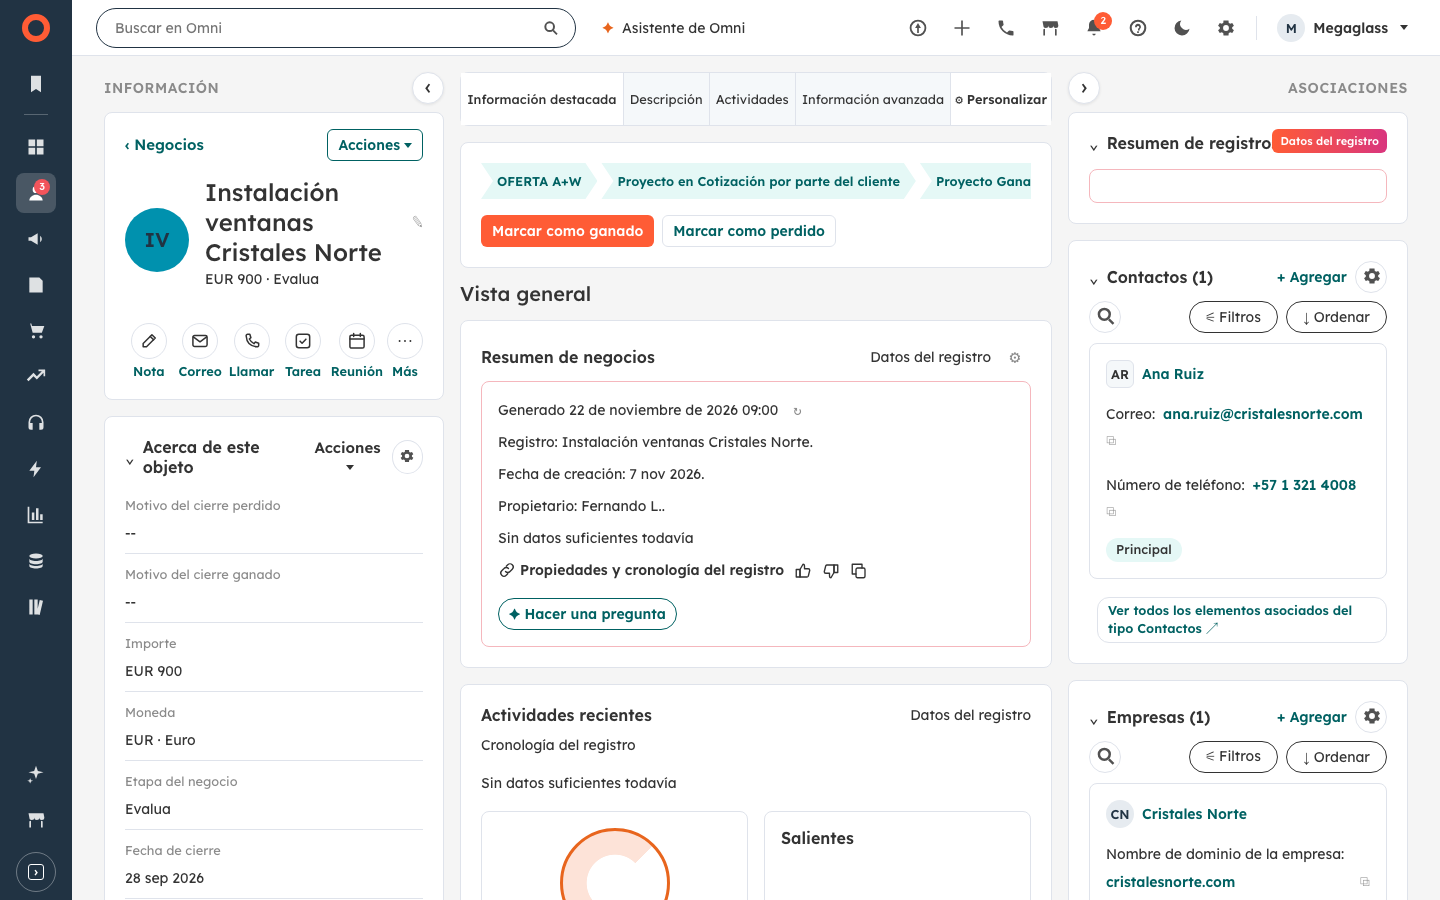 Buscar en Omni
Asistente de Omni
2
M
Megaglass
3
INFORMACIÓN
‹ Negocios
Acciones
IV
Instalación
ventanas
Cristales Norte
EUR 900 · Evalua
Nota
Correo
Llamar
Tarea
Reunión
Más
Acerca de este
objeto
Acciones
Motivo del cierre perdido
--
Motivo del cierre ganado
--
Importe
EUR 900
Moneda
EUR · Euro
Etapa del negocio
Evalua
Fecha de cierre
28 sep 2026
Información destacada
Descripción
Actividades
Información avanzada
Personalizar
OFERTA A+W
Proyecto en Cotización por parte del cliente
Proyecto Gana
Marcar como ganado
Marcar como perdido
Vista general
Resumen de negocios
Datos del registro
Generado 22 de noviembre de 2026 09:00
Registro: Instalación ventanas Cristales Norte.
Fecha de creación: 7 nov 2026.
Propietario: Fernando L..
Sin datos suficientes todavía
Propiedades y cronología del registro
Hacer una pregunta
Actividades recientes
Datos del registro
Cronología del registro
Sin datos suficientes todavía
Salientes
ASOCIACIONES
Resumen de registro
Datos del registro
Contactos (1)
+ Agregar
Filtros
Ordenar
AR
Ana Ruiz
Correo: ana.ruiz@cristalesnorte.com
Número de teléfono: +57 1 321 4008
Principal
Ver todos los elementos asociados del
tipo Contactos
Empresas (1)
+ Agregar
Filtros
Ordenar
CN
Cristales Norte
Nombre de dominio de la empresa:
cristalesnorte.com